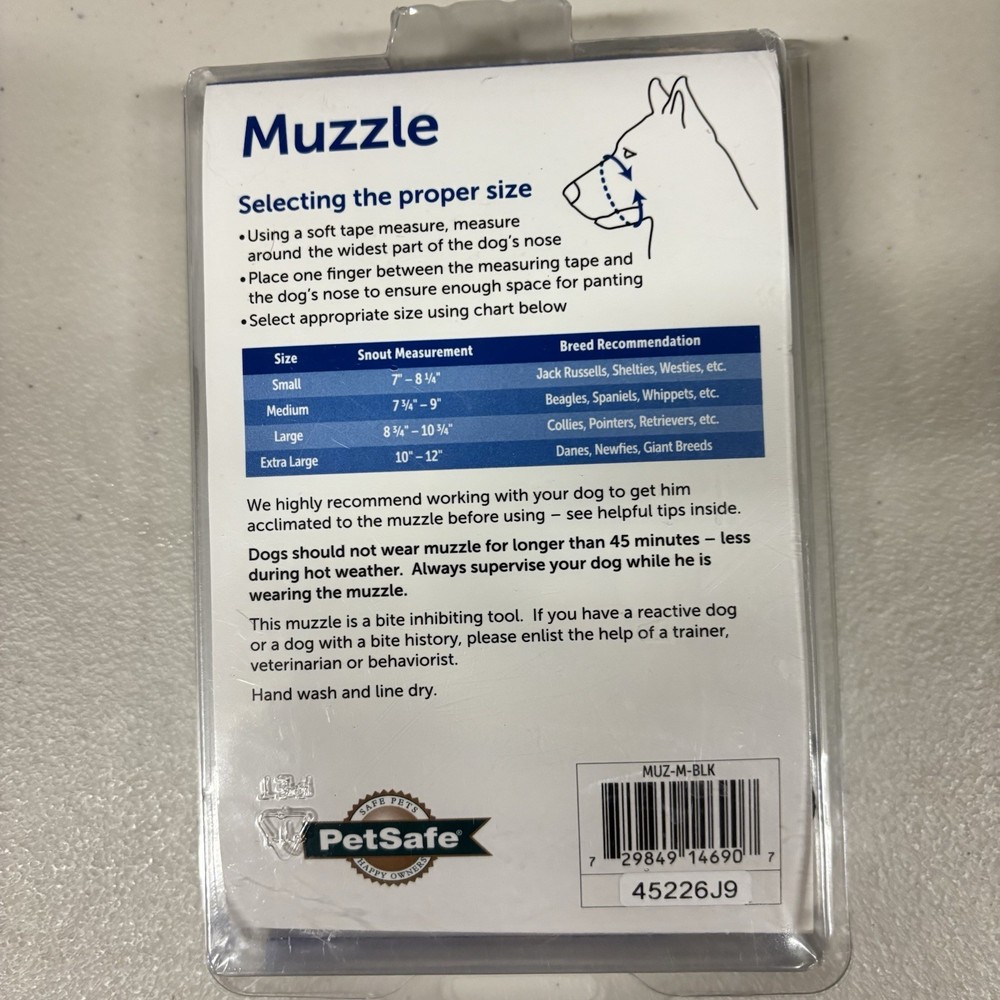 Muzzle
Selecting the proper size
•Using a soft tape measure, measure
around the widest part of the dog's nose
•Place one finger between the measuring tape and
the dog's nose to ensure enough space for panting
•Select appropriate size using chart below
Size Snout Measurement Breed Recommendation
Small 7" – 8 ¼" Jack Russells, Shelties, Westies, etc.
Medium 7 ¾" – 9" Beagles, Spaniels, Whippets, etc.
Large 8 ¾" – 10 ¾" Collies, Pointers, Retrievers, etc.
Extra Large 10" – 12" Danes, Newfies, Giant Breeds
We highly recommend working with your dog to get him
acclimated to the muzzle before using – see helpful tips inside.
Dogs should not wear muzzle for longer than 45 minutes – less
during hot weather. Always supervise your dog while he is
wearing the muzzle.
This muzzle is a bite inhibiting tool. If you have a reactive dog
or a dog with a bite history, please enlist the help of a trainer,
veterinarian or behaviorist.
Hand wash and line dry.
SAFE PETS
PetSafe®
HAPPY OWNERS
MUZ-M-BLK
7 29849 14690 7
45226J9